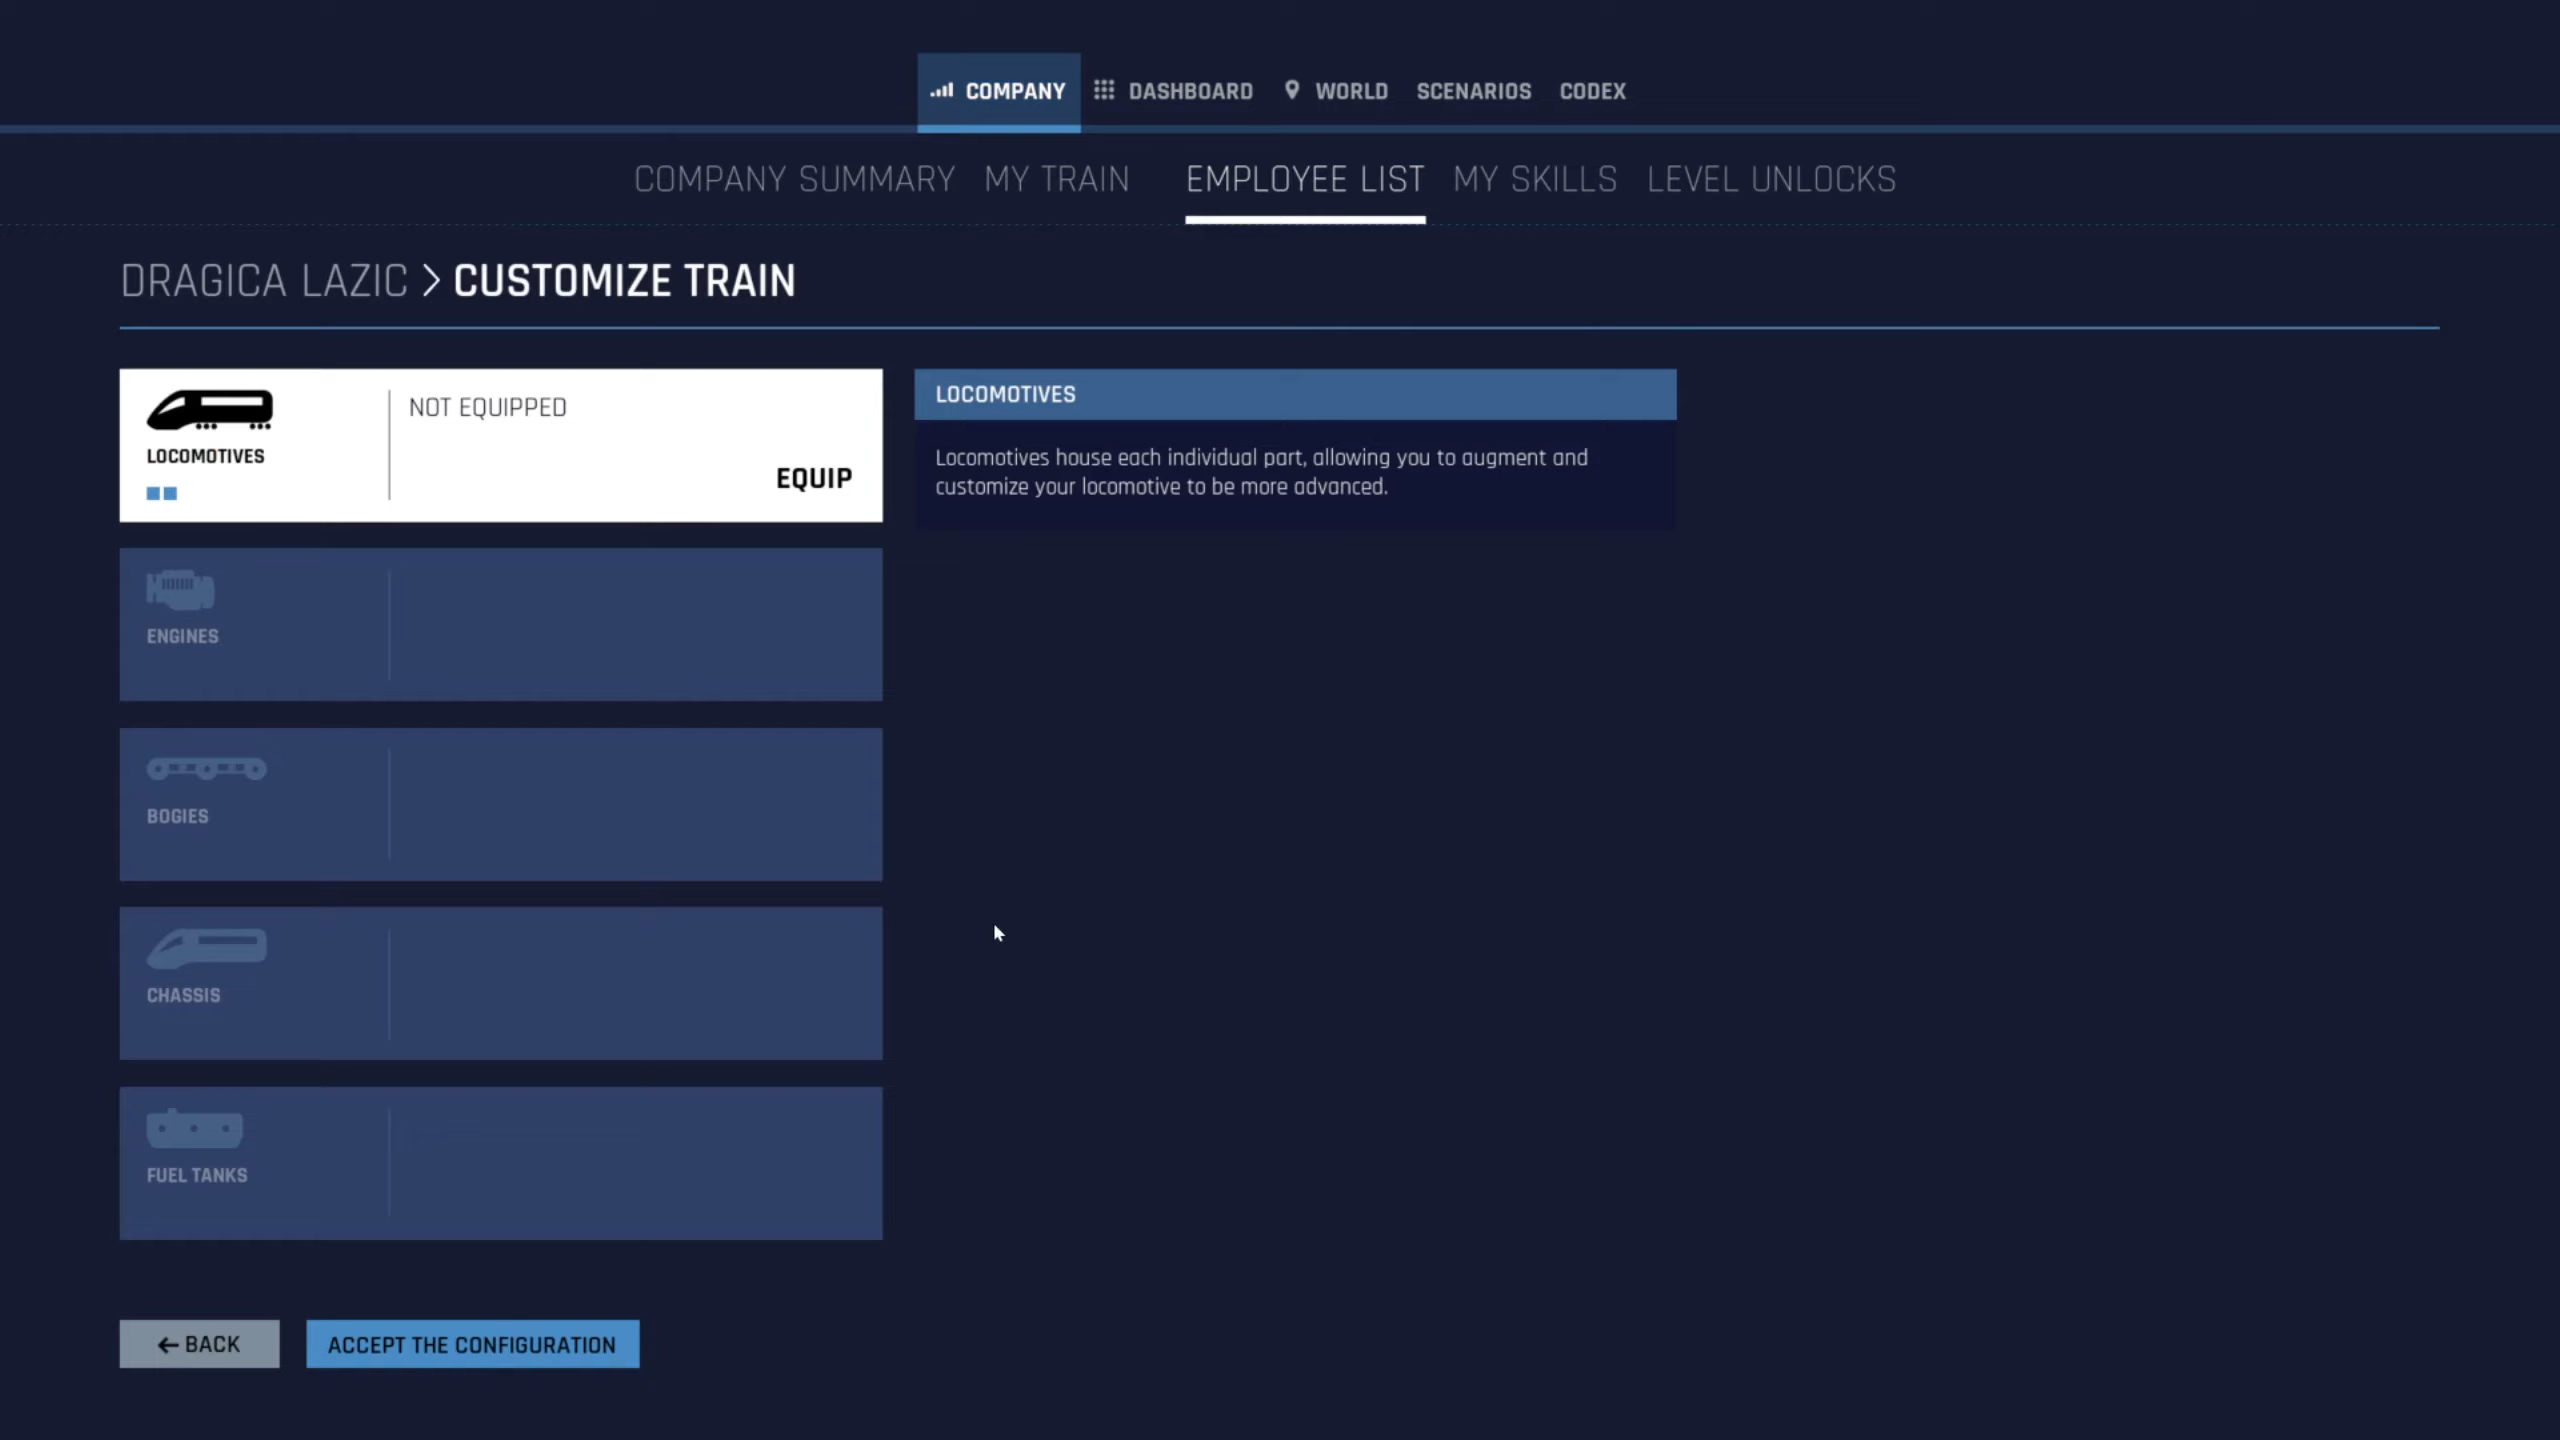 COMPANY DASHBOARD WORLD SCENARIOS CODEX
COMPANY SUMMARY MY TRAIN EMPLOYEE LIST MY SKILLS LEVEL UNLOCKS
DRAGICA LAZIC > CUSTOMIZE TRAIN
LOCOMOTIVES
NOT EQUIPPED
EQUIP
LOCOMOTIVES
Locomotives house each individual part, allowing you to augment and
customize your locomotive to be more advanced.
ENGINES
BOGIES
CHASSIS
FUEL TANKS
← BACK
ACCEPT THE CONFIGURATION